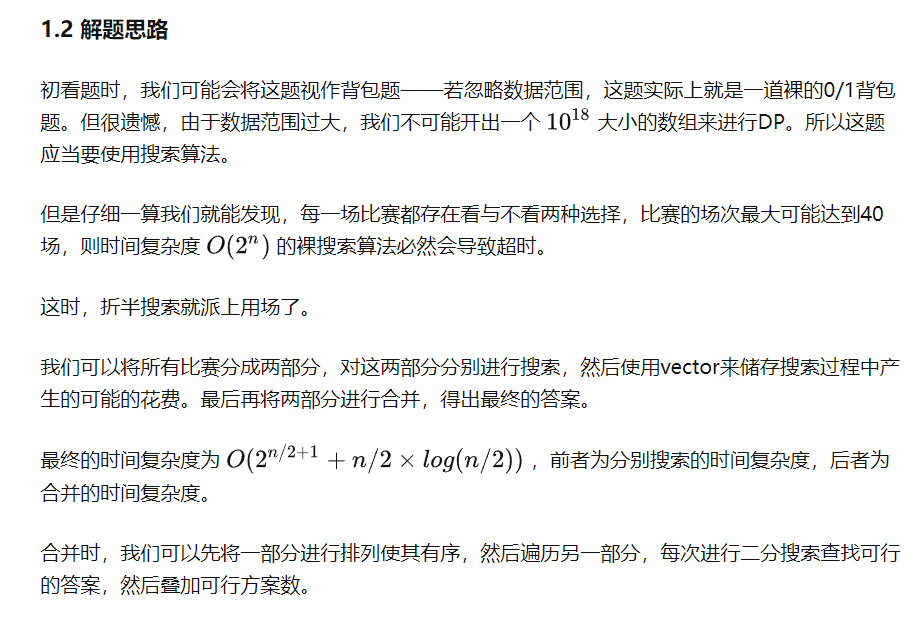 1.2 解题思路
初看题时，我们可能会将这题视作背包题——若忽略数据范围，这题实际上就是一道裸的0/1背包
题。但很遗憾，由于数据范围过大，我们不可能开出一个 10^{18} 大小的数组来进行DP。所以这题
应当要使用搜索算法。
但是仔细一算我们就能发现，每一场比赛都存在看与不看两种选择，比赛的场次最大可能达到40
场，则时间复杂度 O(2^n) 的裸搜索算法必然会导致超时。
这时，折半搜索就派上用场了。
我们可以将所有比赛分成两部分，对这两部分分别进行搜索，然后使用vector来储存搜索过程中产
生的可能的花费。最后再将两部分进行合并，得出最终的答案。
最终的时间复杂度为 O(2^{n/2+1} + n/2 × log(n/2)) ，前者为分别搜索的时间复杂度，后者为
合并的时间复杂度。
合并时，我们可以先将一部分进行排列使其有序，然后遍历另一部分，每次进行二分搜索查找可行
的答案，然后叠加可行方案数。